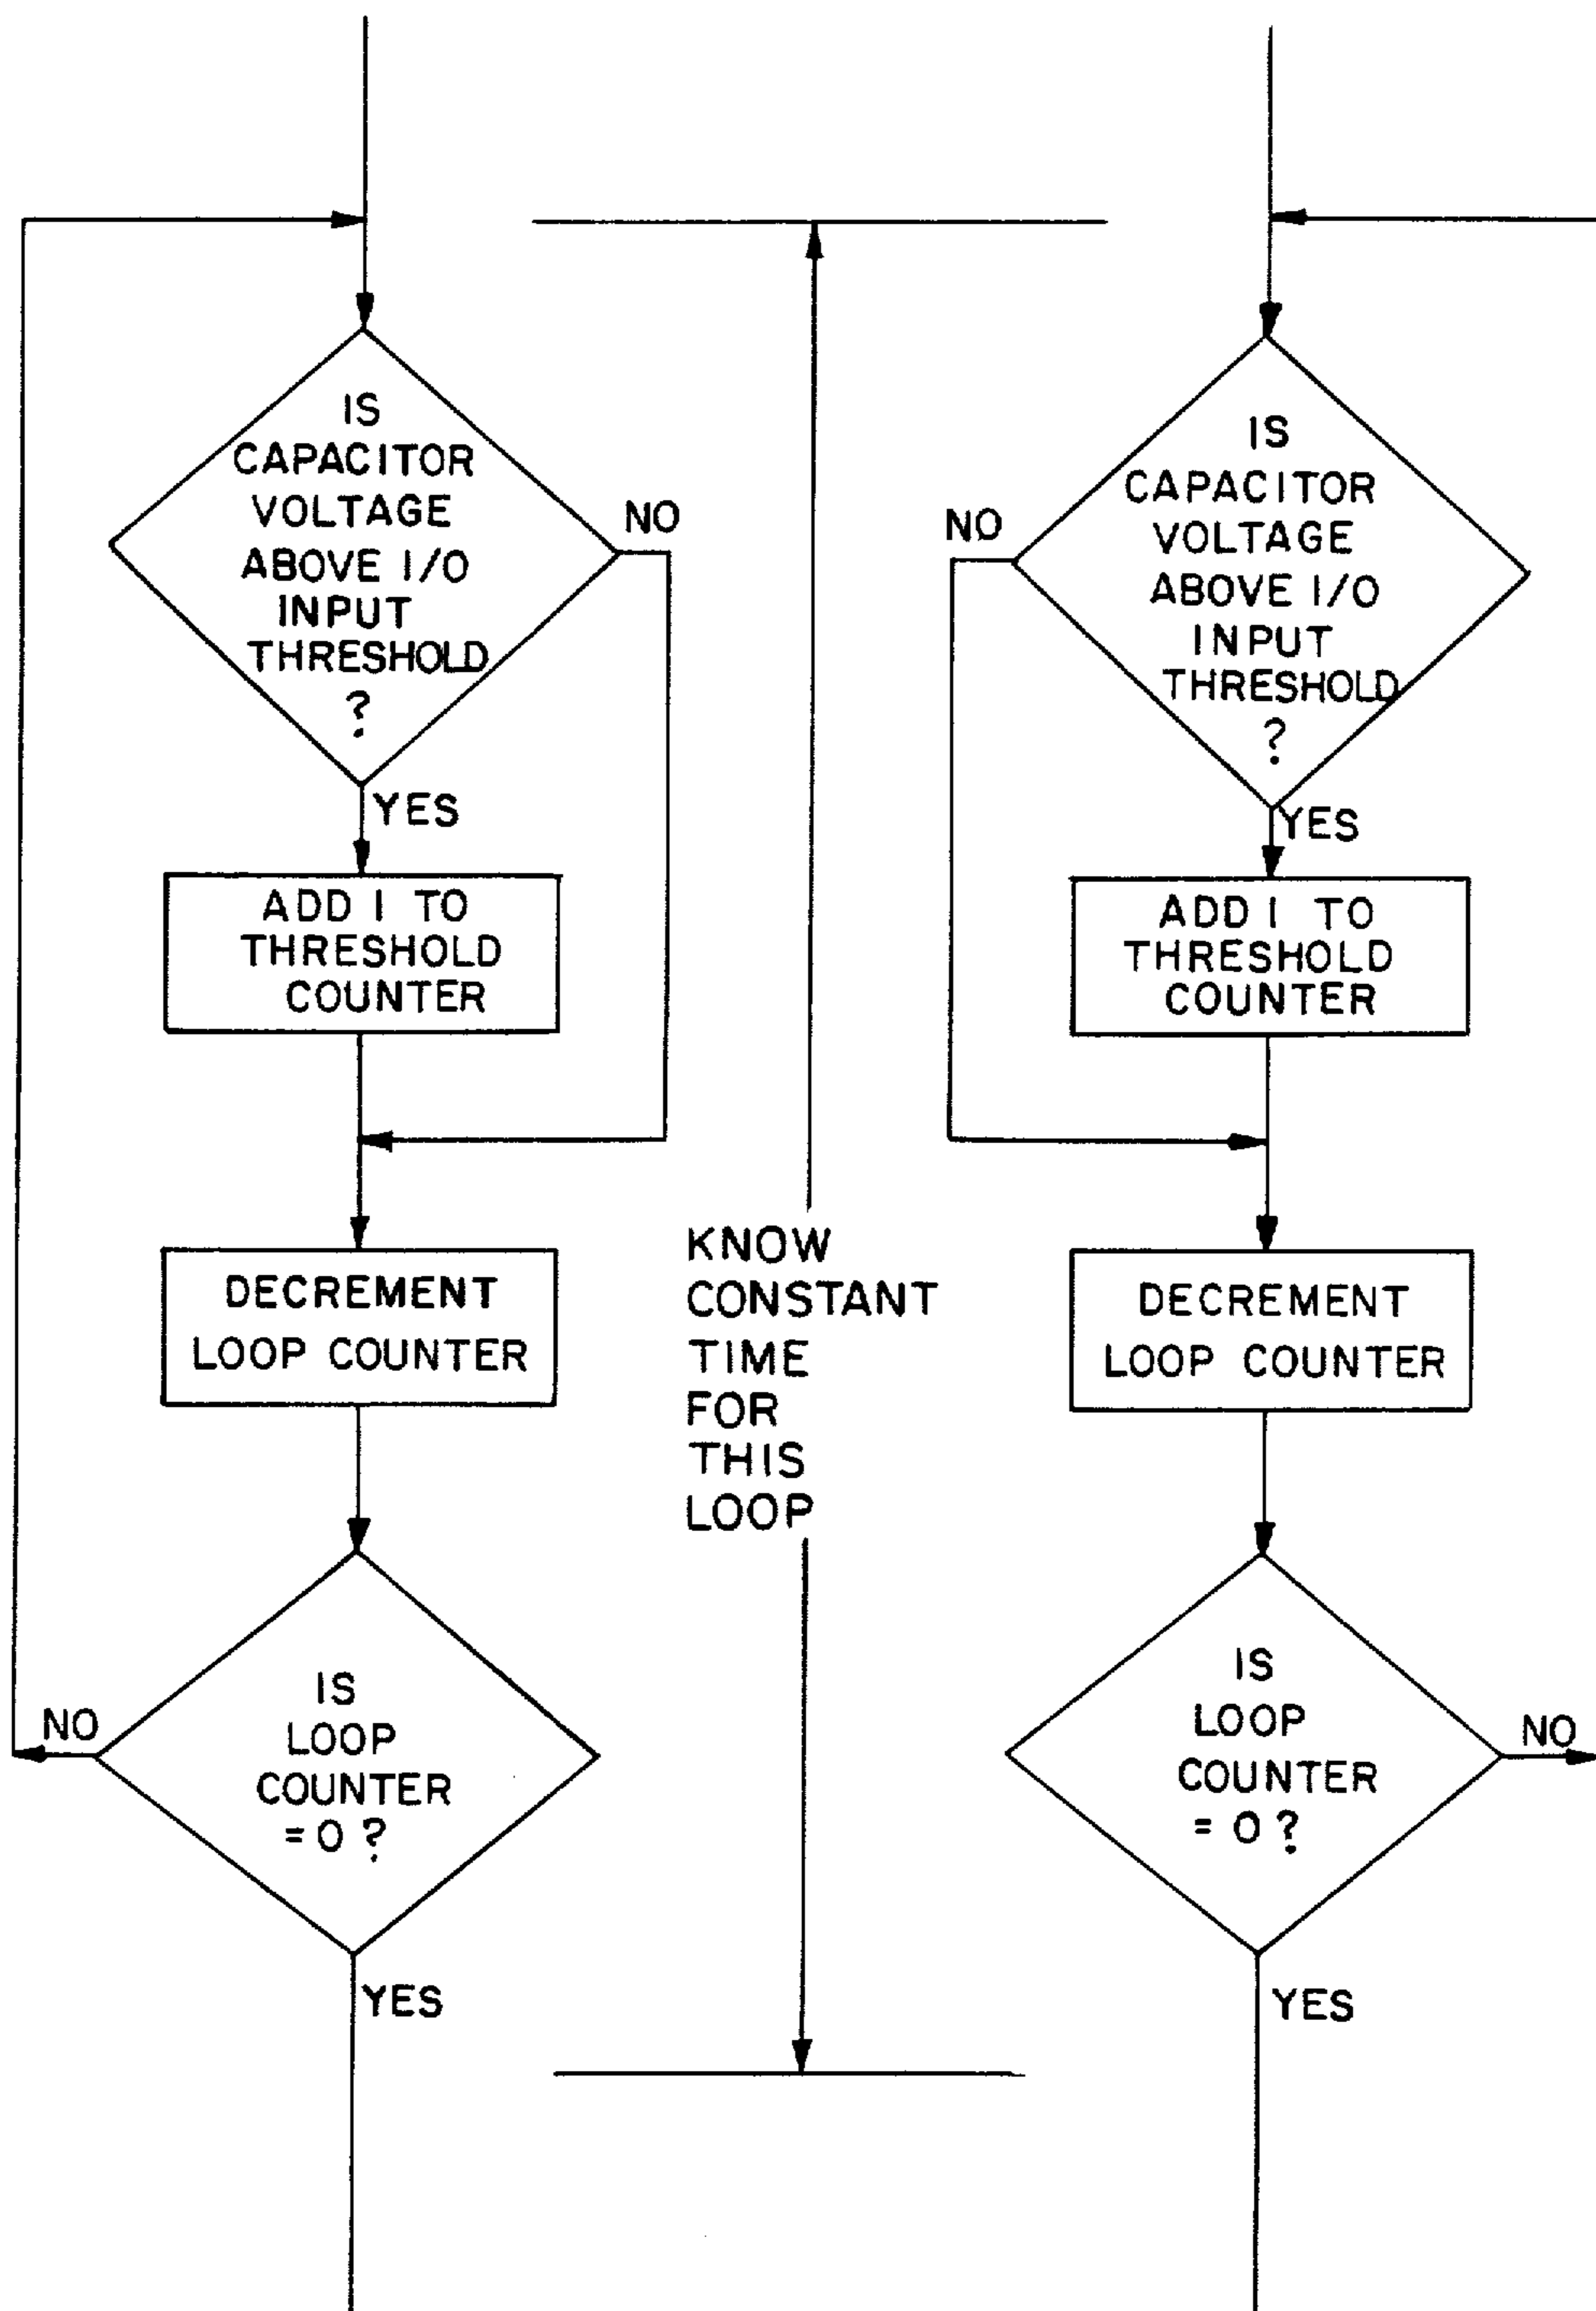 IS
CAPACITOR
VOLTAGE
ABOVE I/O
INPUT
THRESHOLD
?
NO
YES
ADD 1 TO
THRESHOLD
COUNTER
DECREMENT
LOOP COUNTER
IS
LOOP
COUNTER
=0?
NO
YES
KNOW
CONSTANT
TIME
FOR
THIS
LOOP
IS
CAPACITOR
VOLTAGE
ABOVE I/O
INPUT
THRESHOLD
?
NO
YES
ADD 1 TO
THRESHOLD
COUNTER
DECREMENT
LOOP COUNTER
IS
LOOP
COUNTER
= 0?
NO
YES